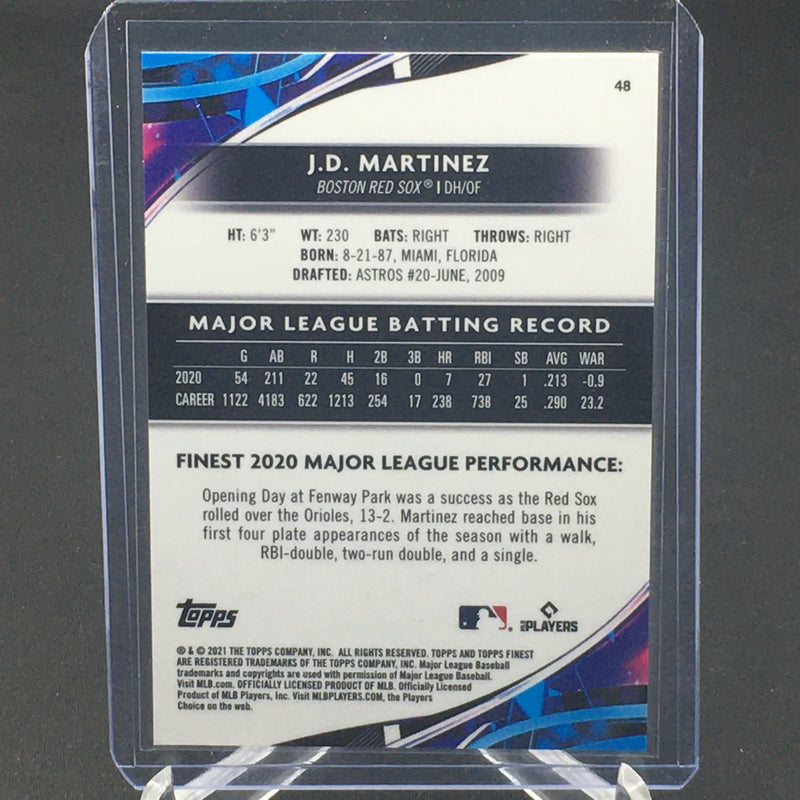 48
J.D. MARTINEZ
BOSTON RED SOX® | DH/OF
HT: 6'3" WT: 230 BATS: RIGHT THROWS: RIGHT
BORN: 8-21-87, MIAMI, FLORIDA
DRAFTED: ASTROS #20-JUNE, 2009
MAJOR LEAGUE BATTING RECORD
G AB R H 2B 3B HR RBI SB AVG WAR
2020 54 211 22 45 16 0 7 27 1 .213 -0.9
CAREER 1122 4183 622 1213 254 17 238 738 25 .290 23.2
FINEST 2020 MAJOR LEAGUE PERFORMANCE:
Opening Day at Fenway Park was a success as the Red Sox
rolled over the Orioles, 13-2. Martinez reached base in his
first four plate appearances of the season with a walk,
RBI-double, two-run double, and a single.
topps
MLB PLAYERS
® & © 2021 THE TOPPS COMPANY, INC. ALL RIGHTS RESERVED. TOPPS AND TOPPS FINEST
ARE REGISTERED TRADEMARKS OF THE TOPPS COMPANY, INC. Major League Baseball
trademarks and copyrights are used with permission of Major League Baseball.
Visit MLB.com. OFFICIALLY LICENSED PRODUCT OF MLB. Officially Licensed
Product of MLB Players, Inc. Visit MLBPLAYERS.COM, the Players
Choice on the web.